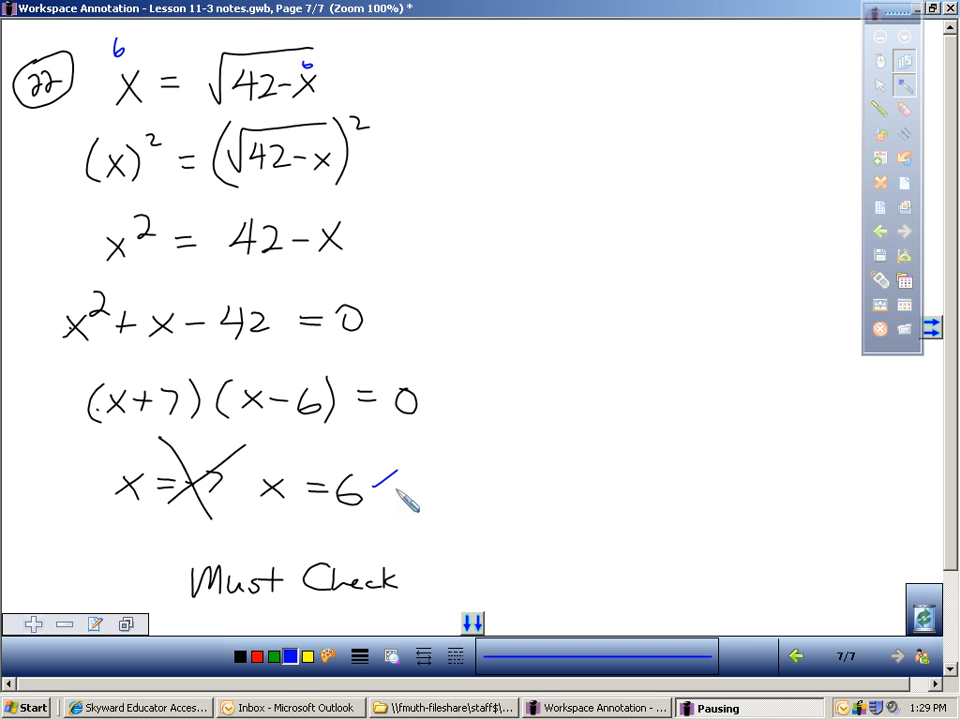 Workspace Annotation - Lesson 11-3 notes.gwb, Page 7/7 (Zoom 100%) *
6
22 x = √42-x
6
(x)² = (√42-x)²
x² = 42-x
x² + x - 42 = 0
(x+7)(x-6) = 0
x = -7 x = 6 ✓
Must Check
7/7
Start Skyward Educator Acces... Inbox - Microsoft Outlook \\fmuth-fileshare\staff$\... Workspace Annotation - ... Pausing 1:29 PM